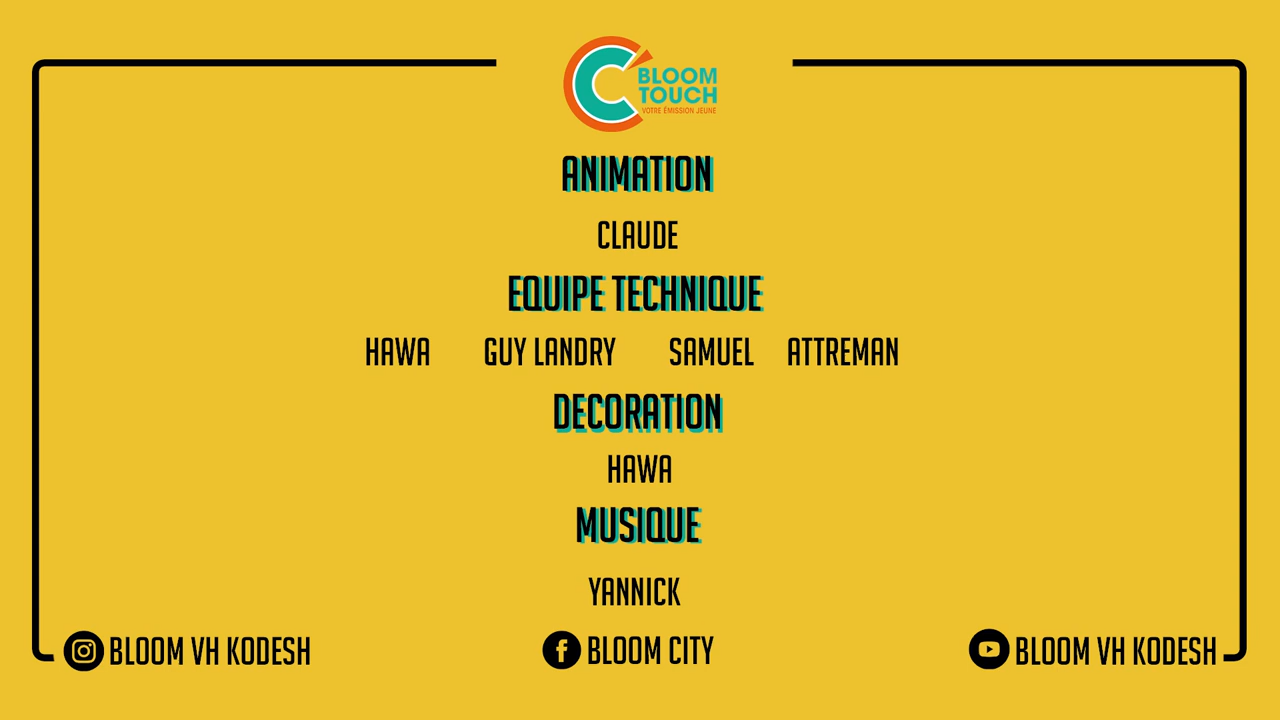 BLOOM
TOUCH
VOTRE ÉMISSION JEUNE
ANIMATION
CLAUDE
EQUIPE TECHNIQUE
HAWA GUY LANDRY SAMUEL ATTREMAN
DECORATION
HAWA
MUSIQUE
YANNICK
BLOOM VH KODESH BLOOM CITY BLOOM VH KODESH